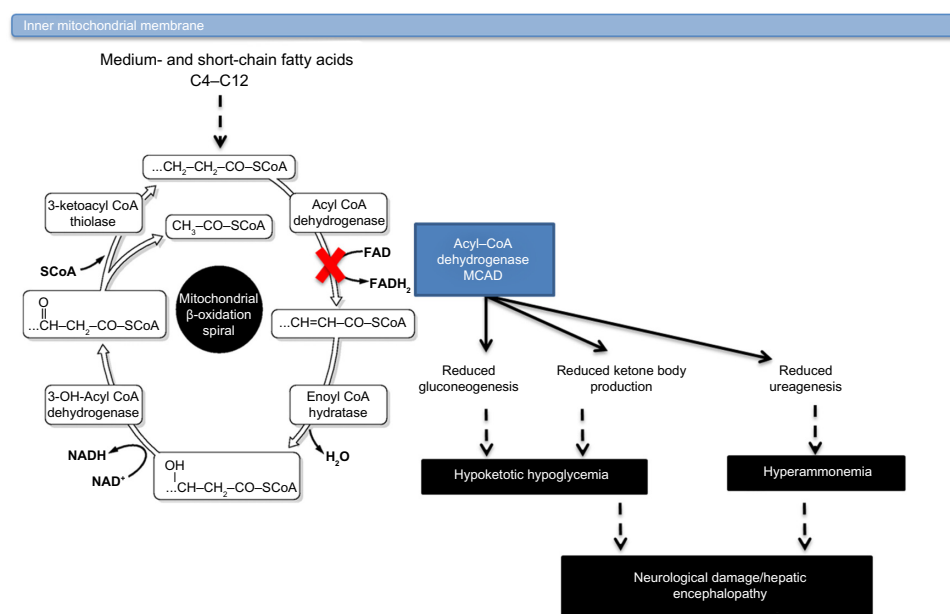 Inner mitochondrial membrane
Medium- and short-chain fatty acids
C4–C12
...CH₂–CH₂–CO–SCoA
3-ketoacyl CoA
thiolase
Acyl CoA
dehydrogenase
CH₃–CO–SCoA
FAD
FADH₂
SCoA
Acyl–CoA
dehydrogenase
MCAD
Mitochondrial
β-oxidation
spiral
O
...CH–CH₂–CO–SCoA
...CH=CH–CO–SCoA
Reduced
gluconeogenesis
Reduced ketone body
production
Reduced
ureagenesis
3-OH-Acyl CoA
dehydrogenase
Enoyl CoA
hydratase
NADH
NAD⁺
H₂O
OH
...CH–CH₂–CO–SCoA
Hypoketotic hypoglycemia
Hyperammonemia
Neurological damage/hepatic
encephalopathy